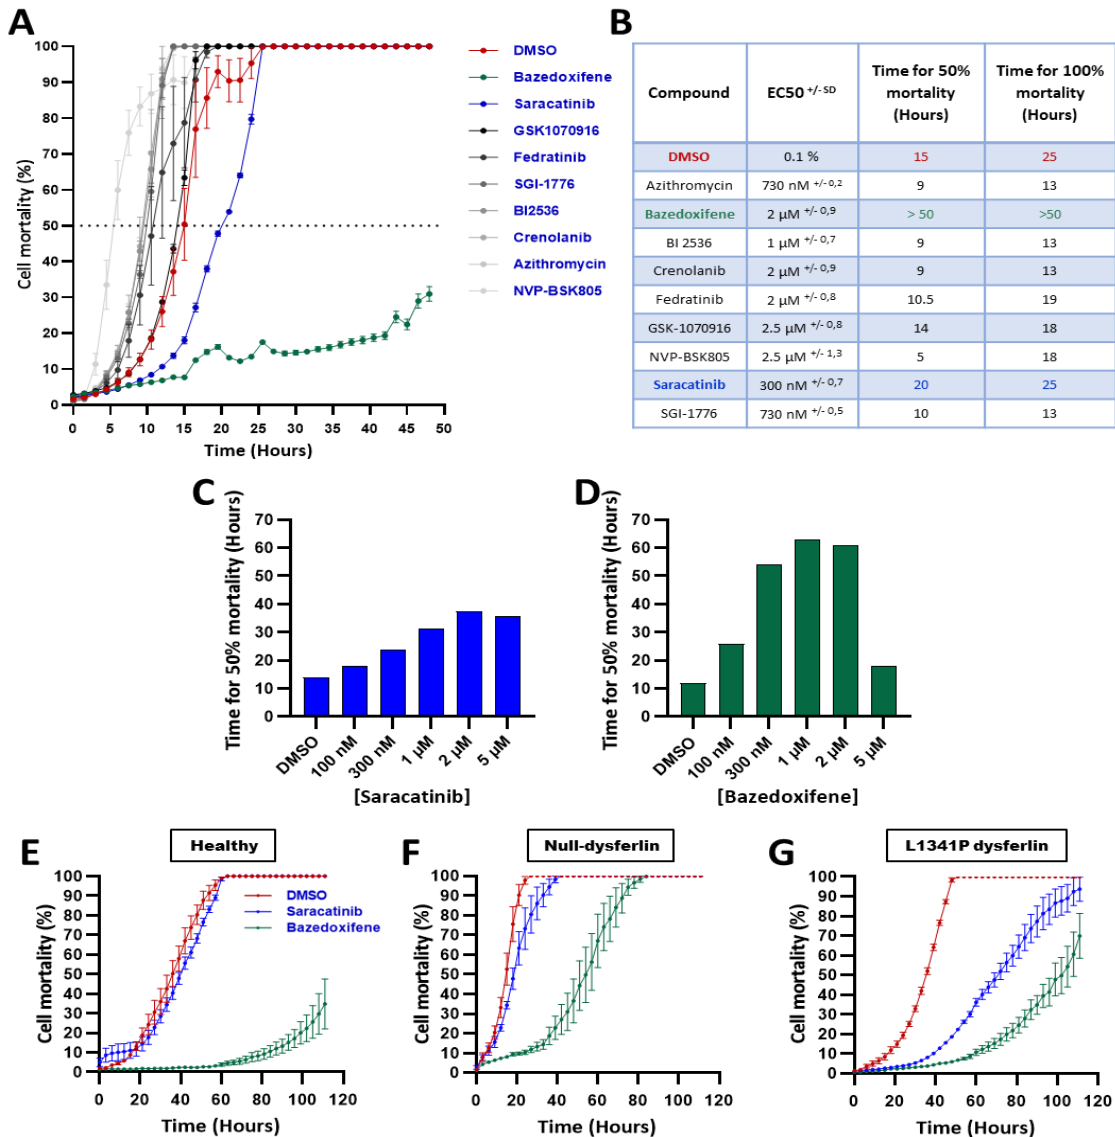 A
100
90
80
70
60
50
40
30
20
10
0
Cell mortality (%)
0 5 10 15 20 25 30 35 40 45 50
Time (Hours)
DMSO
Bazedoxifene
Saracatinib
GSK1070916
Fedratinib
SGI-1776
BI2536
Crenolanib
Azithromycin
NVP-BSK805
B
Compound EC50 +/- SD Time for 50% mortality (Hours) Time for 100% mortality (Hours)
DMSO 0.1 % 15 25
Azithromycin 730 nM +/- 0,2 9 13
Bazedoxifene 2 µM +/- 0,9 > 50 >50
BI 2536 1 µM +/- 0,7 9 13
Crenolanib 2 µM +/- 0,9 9 13
Fedratinib 2 µM +/- 0,8 10.5 19
GSK-1070916 2.5 µM +/- 0,8 14 18
NVP-BSK805 2.5 µM +/- 1,3 5 18
Saracatinib 300 nM +/- 0,7 20 25
SGI-1776 730 nM +/- 0,5 10 13
C
Time for 50% mortality (Hours)
70
60
50
40
30
20
10
0
DMSO 100 nM 300 nM 1 µM 2 µM 5 µM
[Saracatinib]
D
Time for 50% mortality (Hours)
70
60
50
40
30
20
10
0
DMSO 100 nM 300 nM 1 µM 2 µM 5 µM
[Bazedoxifene]
E
Healthy
Cell mortality (%)
100
90
80
70
60
50
40
30
20
10
0
DMSO
Saracatinib
Bazedoxifene
0 20 40 60 80 100 120
Time (Hours)
F
Null-dysferlin
Cell mortality (%)
100
90
80
70
60
50
40
30
20
10
0
0 20 40 60 80 100 120
Time (Hours)
G
L1341P dysferlin
Cell mortality (%)
100
90
80
70
60
50
40
30
20
10
0
0 20 40 60 80 100 120
Time (Hours)